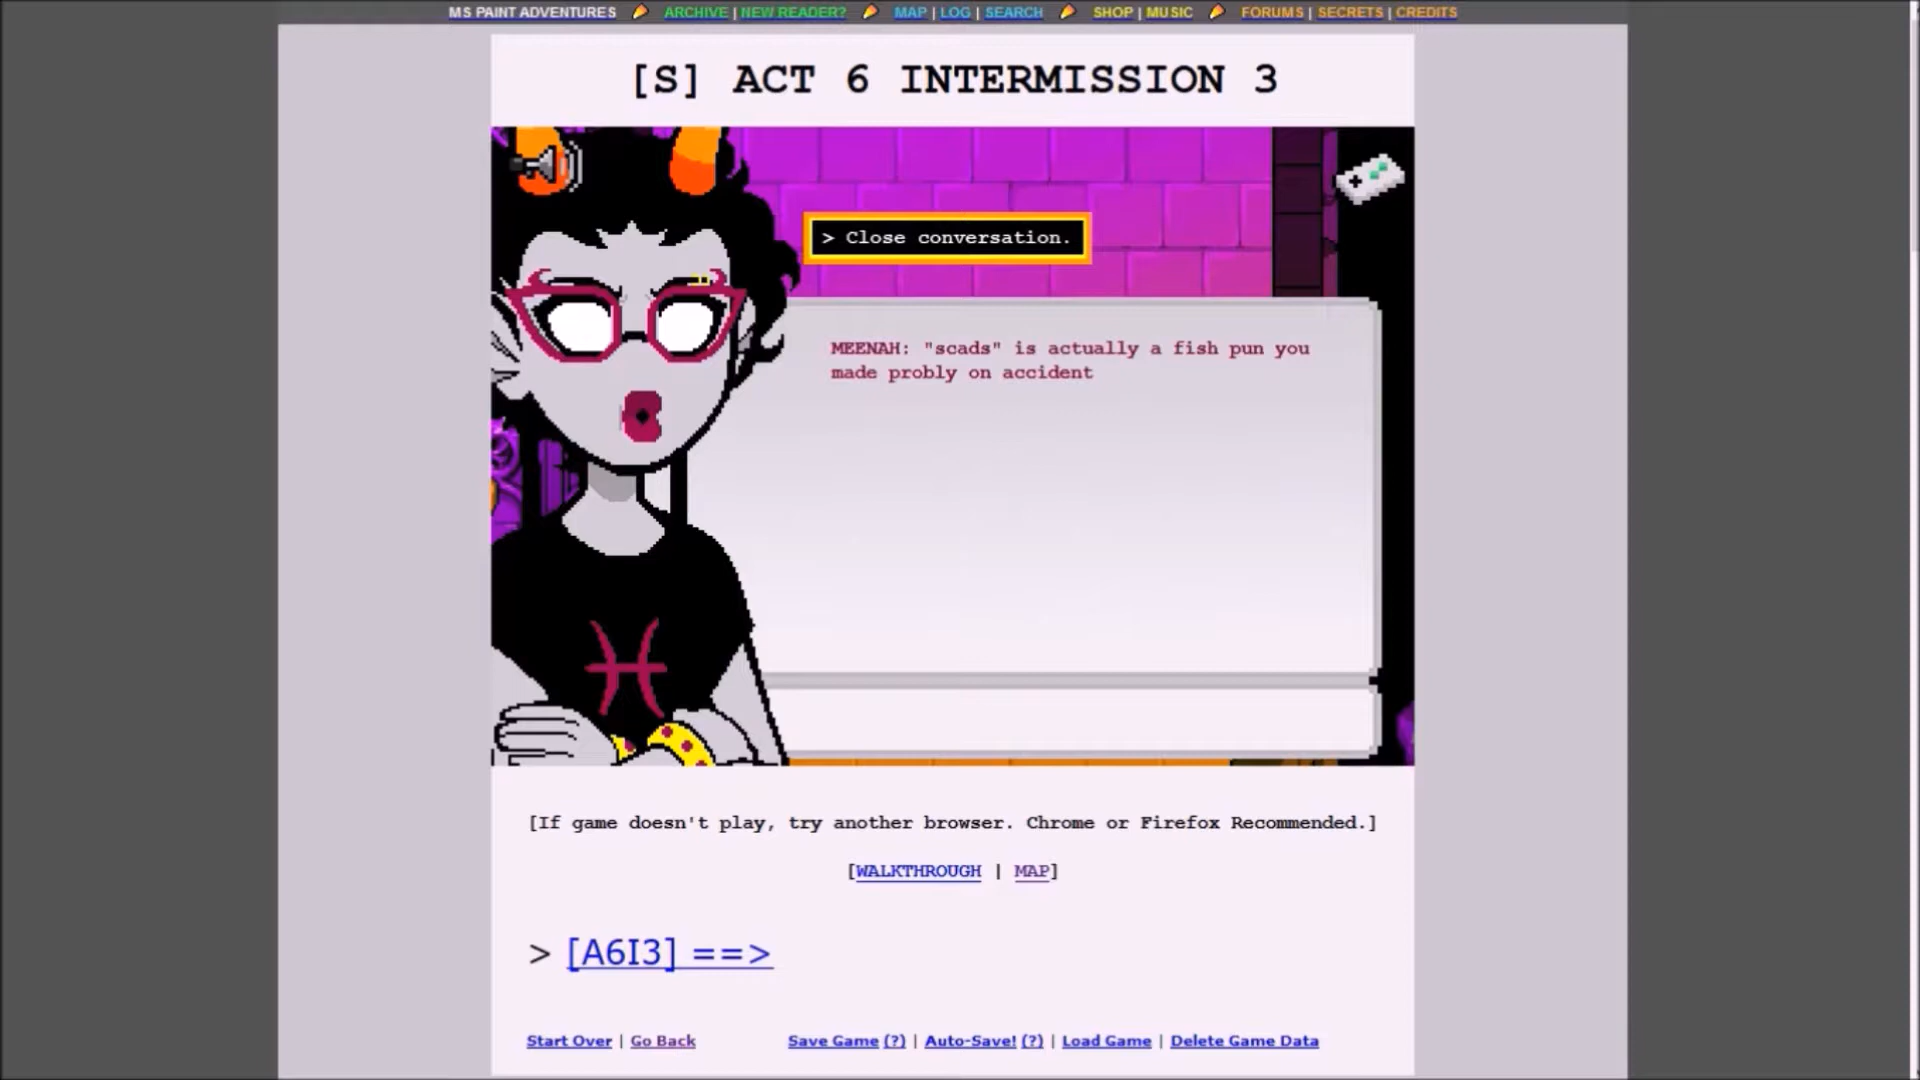 MS PAINT ADVENTURES ARCHIVE | NEW READER? MAP | LOG | SEARCH SHOP | MUSIC FORUMS | SECRETS | CREDITS
[S] ACT 6 INTERMISSION 3
> Close conversation.
MEENAH: "scads" is actually a fish pun you
made probly on accident
[If game doesn't play, try another browser. Chrome or Firefox Recommended.]
[WALKTHROUGH | MAP]
> [A6I3] ==>
Start Over | Go Back Save Game (?) | Auto-Save! (?) | Load Game | Delete Game Data